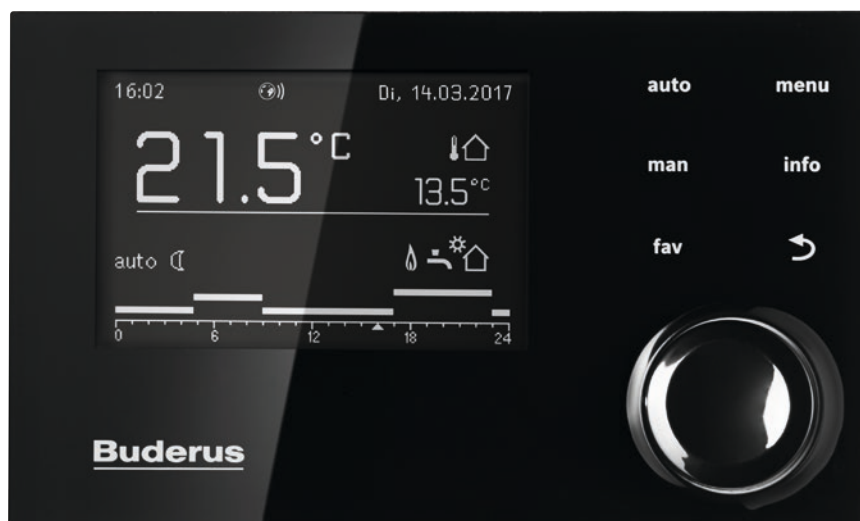 16:02 Di, 14.03.2017
21.5°C
13.5°C
auto
0 6 12 18 24
auto menu
man info
fav
Buderus